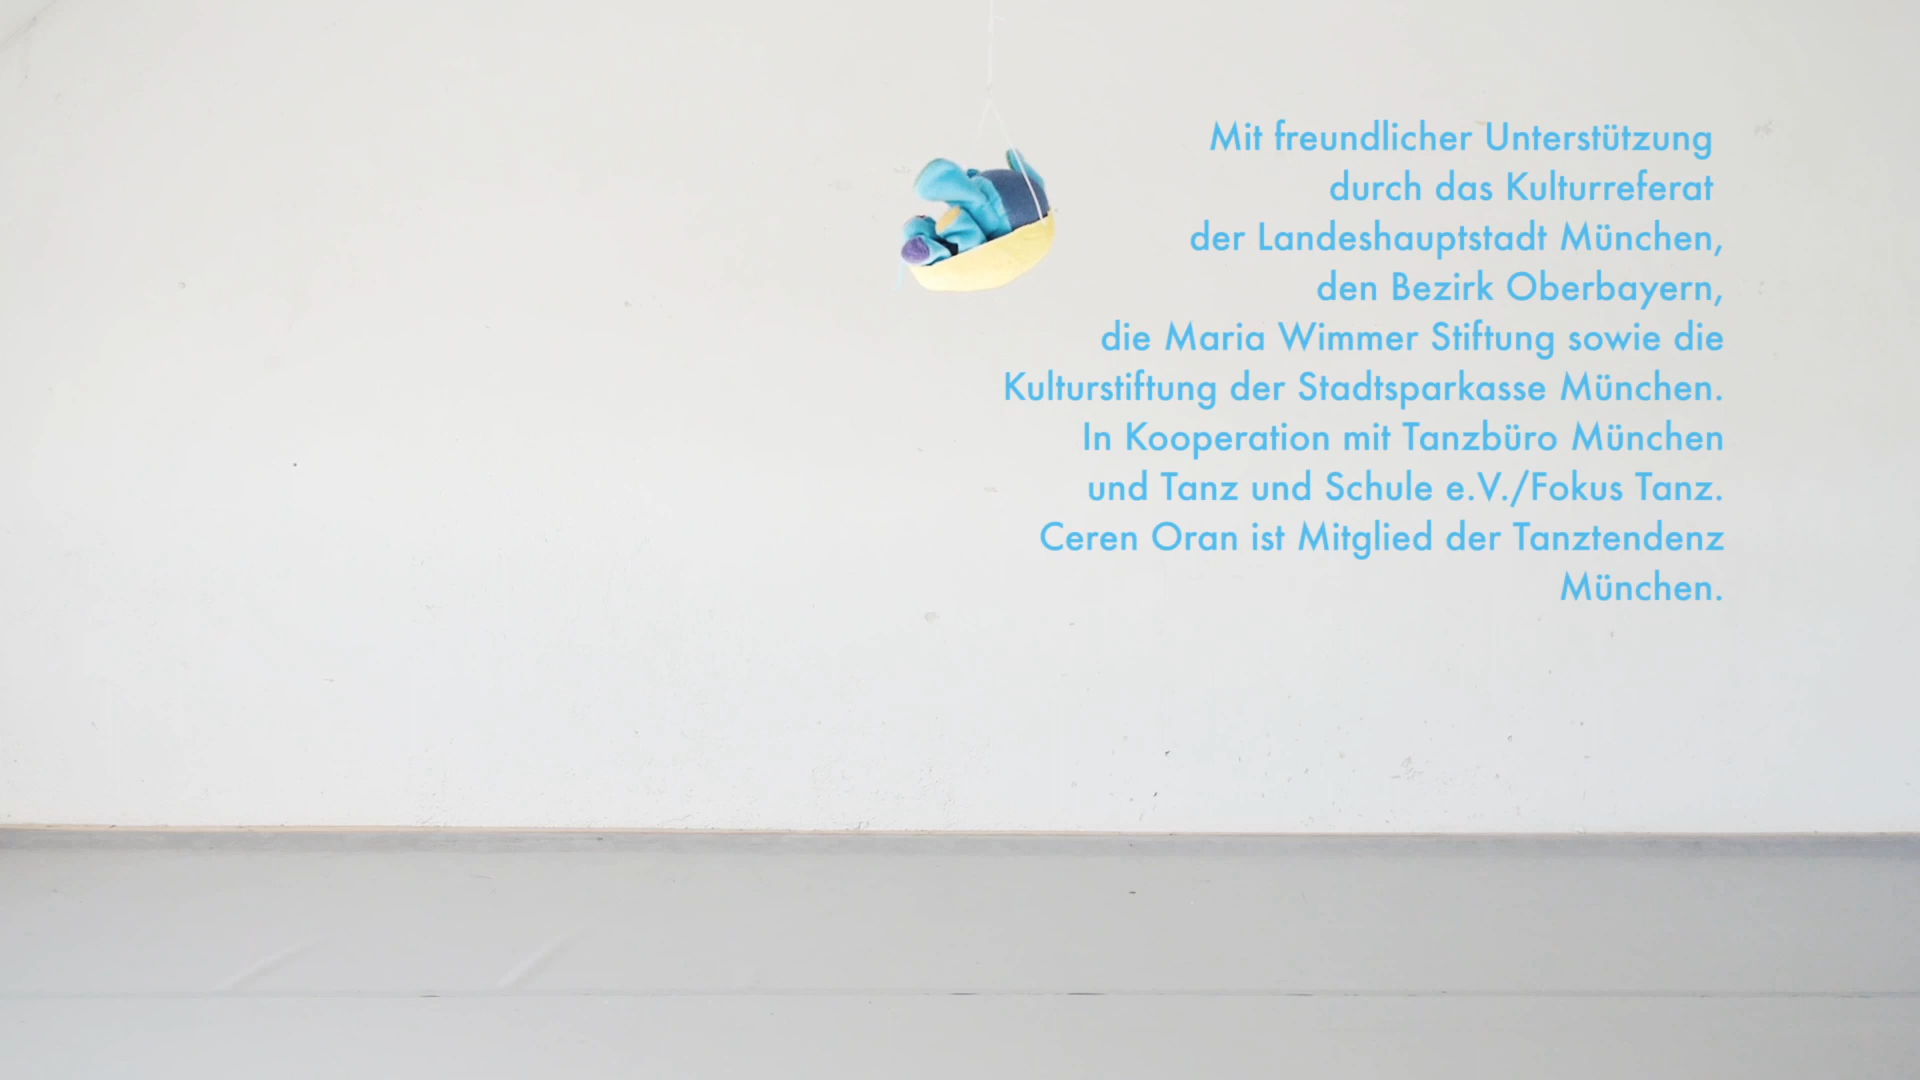 Mit freundlicher Unterstützung
durch das Kulturreferat
der Landeshauptstadt München,
den Bezirk Oberbayern,
die Maria Wimmer Stiftung sowie die
Kulturstiftung der Stadtsparkasse München.
In Kooperation mit Tanzbüro München
und Tanz und Schule e.V./Fokus Tanz.
Ceren Oran ist Mitglied der Tanztendenz
München.